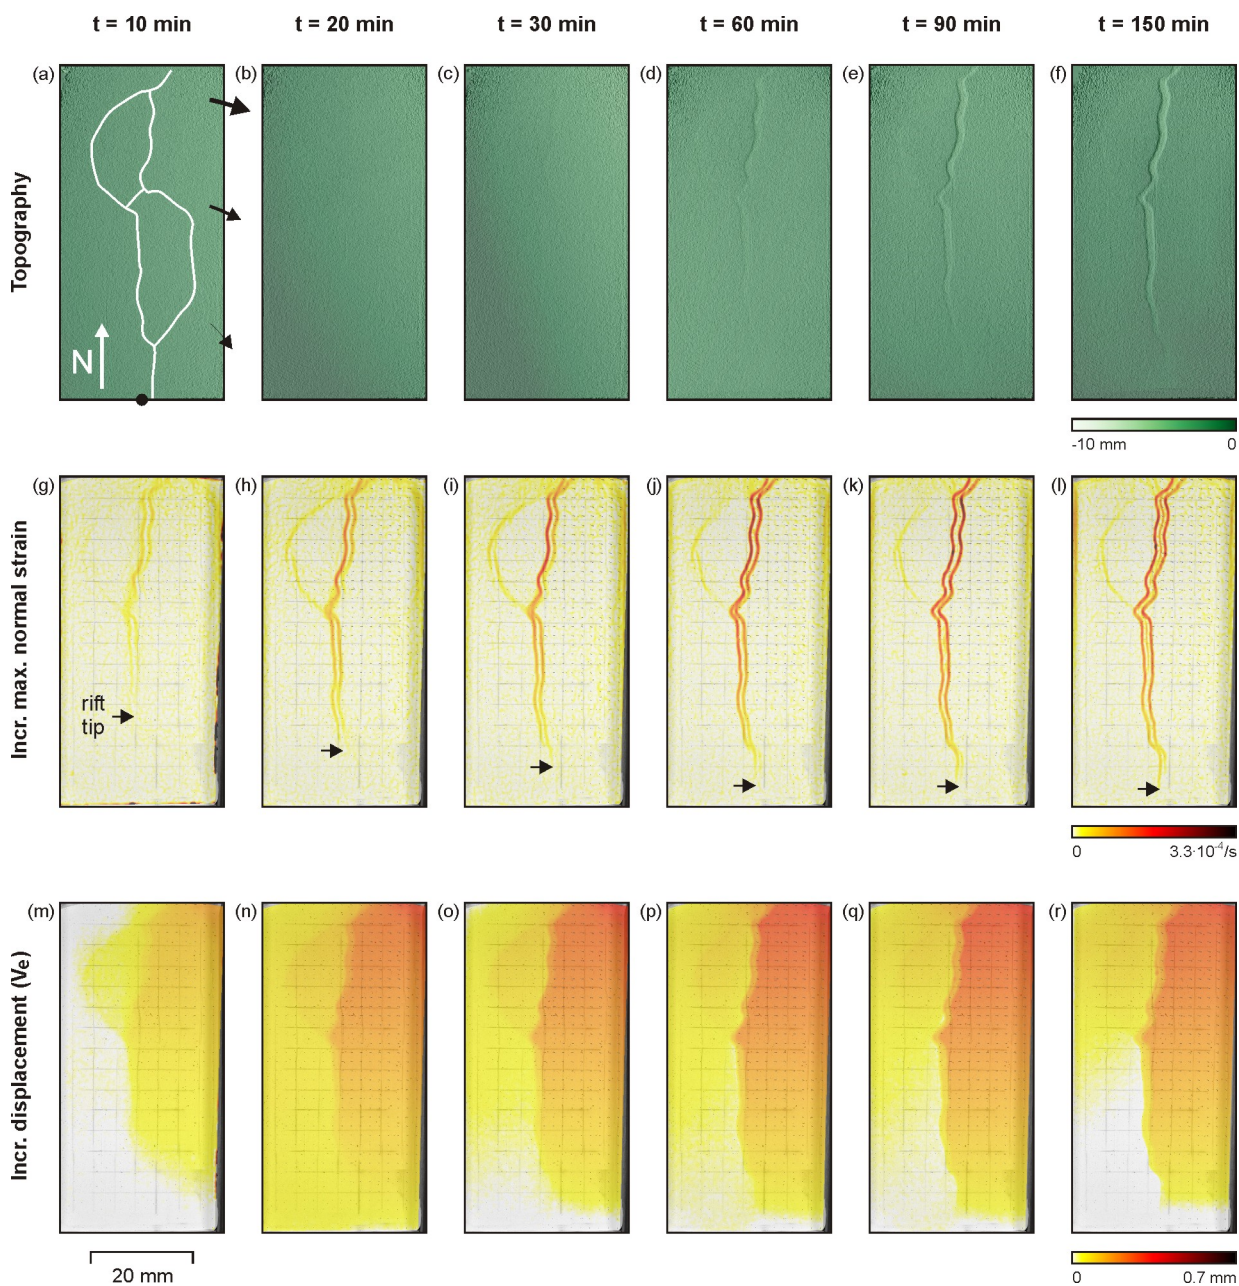 t = 10 min t = 20 min t = 30 min t = 60 min t = 90 min t = 150 min
Topography
(a) (b) (c) (d) (e) (f)
N
-10 mm 0
Incr. max. normal strain
(g) (h) (i) (j) (k) (l)
rift
tip
0 3.3·10⁻⁴/s
Incr. displacement (Ve)
(m) (n) (o) (p) (q) (r)
20 mm
0 0.7 mm